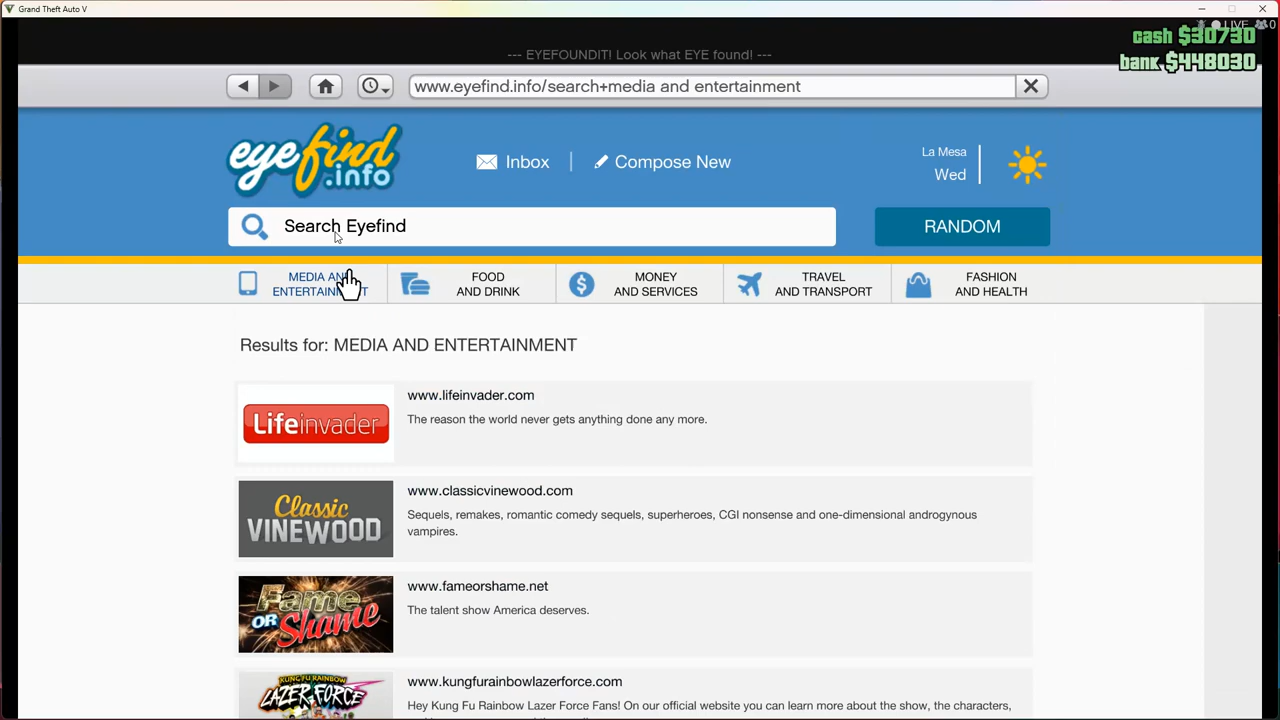 Grand Theft Auto V
LIVE 0
cash $30730
--- EYEFOUNDIT! Look what EYE found! ---
bank $448030
www.eyefind.info/search+media and entertainment
eyefind
.info
Inbox
Compose New
La Mesa
Wed
Search Eyefind
RANDOM
MEDIA AND
ENTERTAINMENT
FOOD
AND DRINK
MONEY
AND SERVICES
TRAVEL
AND TRANSPORT
FASHION
AND HEALTH
Results for: MEDIA AND ENTERTAINMENT
Lifeinvader
www.lifeinvader.com
The reason the world never gets anything done any more.
Classic
VINEWOOD
www.classicvinewood.com
Sequels, remakes, romantic comedy sequels, superheroes, CGI nonsense and one-dimensional androgynous
vampires.
Fame
OR Shame
www.fameorshame.net
The talent show America deserves.
KUNG FU RAINBOW
LAZER FORCE
www.kungfurainbowlazerforce.com
Hey Kung Fu Rainbow Lazer Force Fans! On our official website you can learn more about the show, the characters,